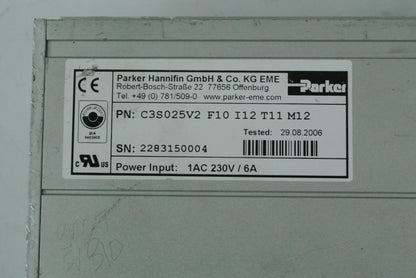 Parker Hannifin GmbH & Co. KG EME
Robert-Bosch-Straße 22 77656 Offenburg
Tel. +49 (0) 781/509-0 www.parker-eme.com
Parker
PN: C3S025V2 F10 I12 T11 M12
Tested: 29.08.2006
SN: 2283150004
Power Input: 1AC 230V / 6A